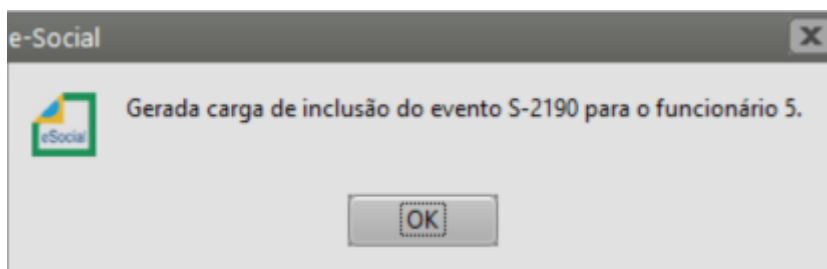 e-Social
Gerada carga de inclusão do evento S-2190 para o funcionário 5.
eSocial
OK